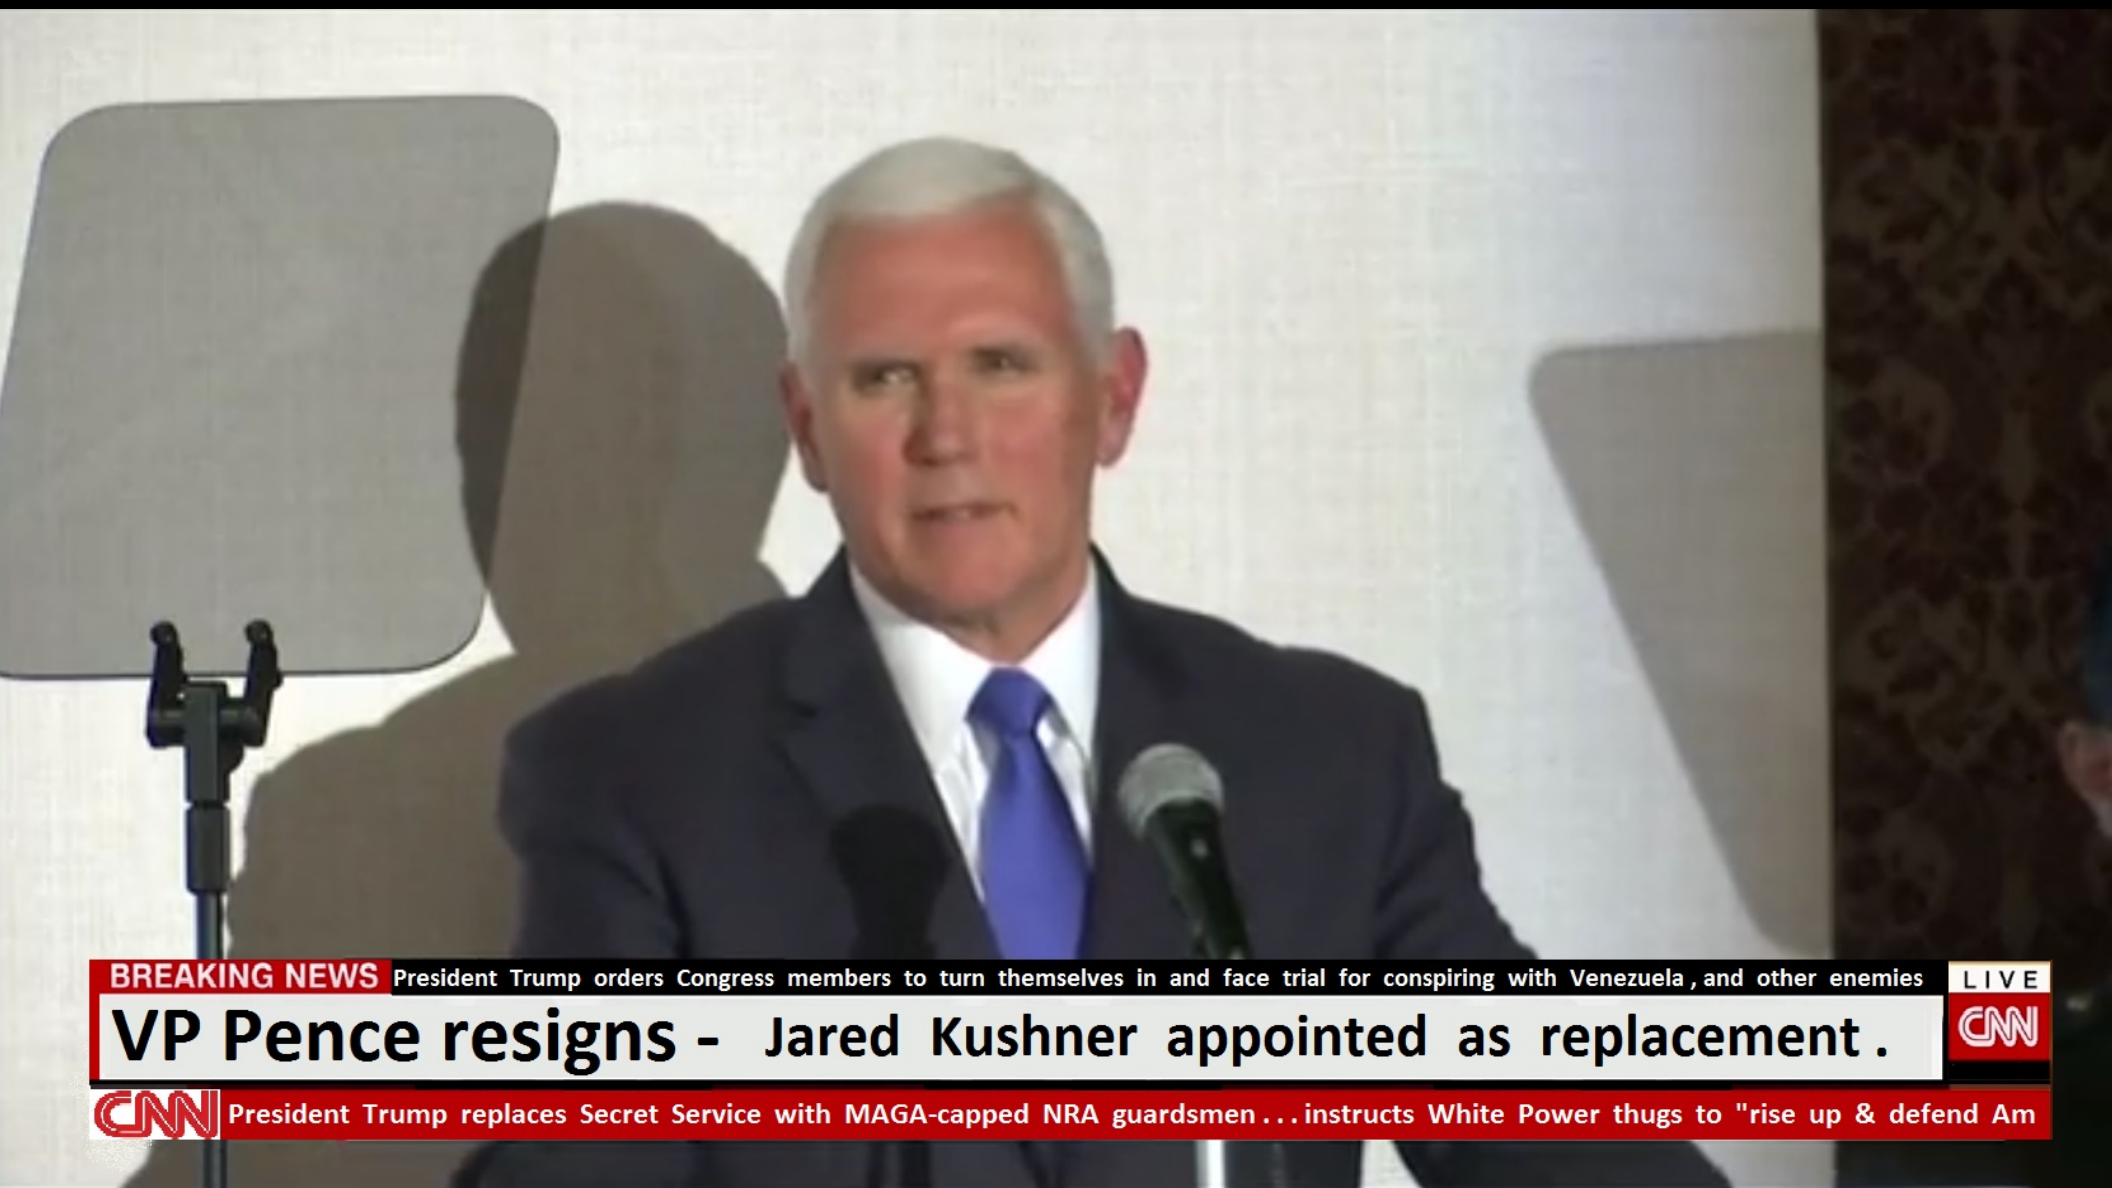 BREAKING NEWS President Trump orders Congress members to turn themselves in and face trial for conspiring with Venezuela, and other enemies LIVE
VP Pence resigns - Jared Kushner appointed as replacement. CNN
CNN President Trump replaces Secret Service with MAGA-capped NRA guardsmen...instructs White Power thugs to "rise up & defend Am